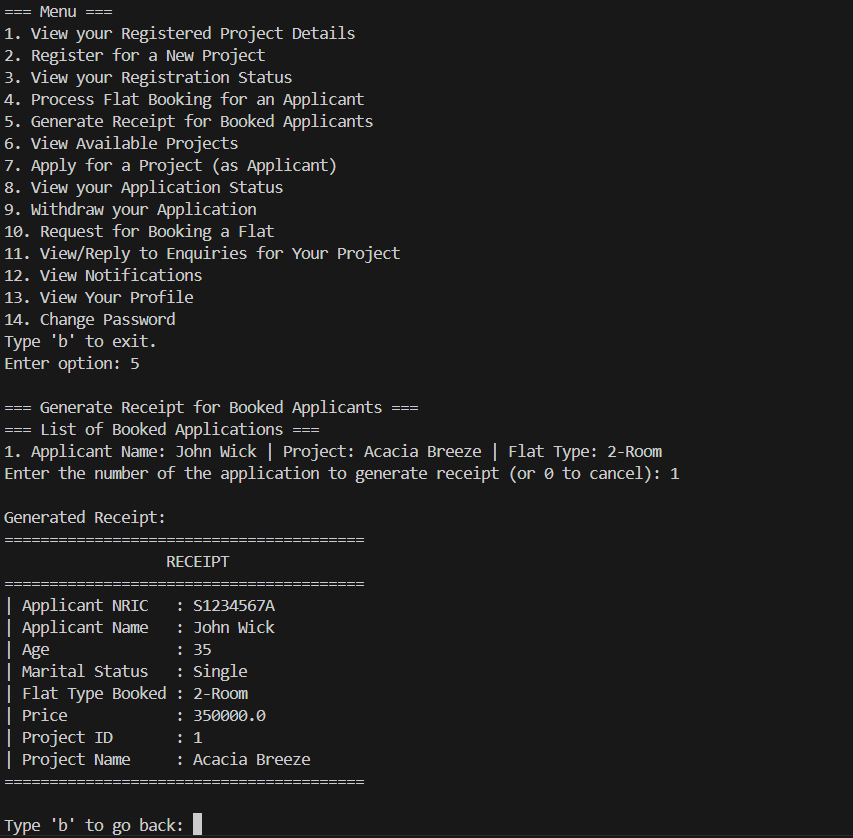 === Menu ===
1. View your Registered Project Details
2. Register for a New Project
3. View your Registration Status
4. Process Flat Booking for an Applicant
5. Generate Receipt for Booked Applicants
6. View Available Projects
7. Apply for a Project (as Applicant)
8. View your Application Status
9. Withdraw your Application
10. Request for Booking a Flat
11. View/Reply to Enquiries for Your Project
12. View Notifications
13. View Your Profile
14. Change Password
Type 'b' to exit.
Enter option: 5

=== Generate Receipt for Booked Applicants ===
=== List of Booked Applications ===
1. Applicant Name: John Wick | Project: Acacia Breeze | Flat Type: 2-Room
Enter the number of the application to generate receipt (or 0 to cancel): 1

Generated Receipt:
========================================
                  RECEIPT
========================================
| Applicant NRIC   : S1234567A
| Applicant Name   : John Wick
| Age              : 35
| Marital Status   : Single
| Flat Type Booked : 2-Room
| Price            : 350000.0
| Project ID       : 1
| Project Name     : Acacia Breeze
========================================

Type 'b' to go back: